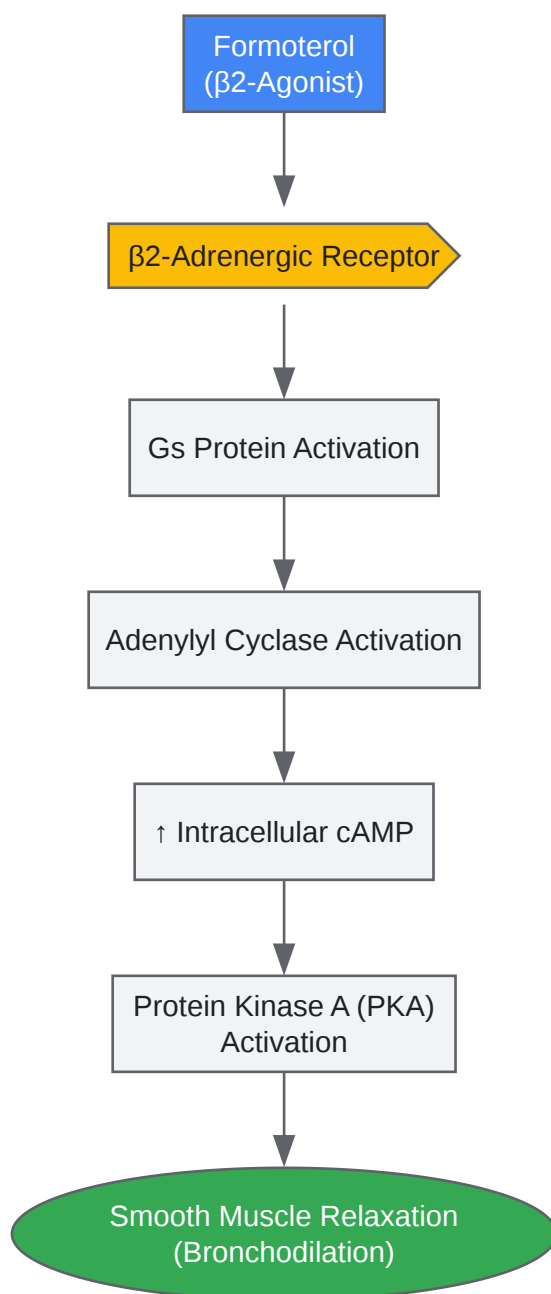 Formoterol
(β2-Agonist)
β2-Adrenergic Receptor
Gs Protein Activation
Adenylyl Cyclase Activation
↑ Intracellular cAMP
Protein Kinase A (PKA)
Activation
Smooth Muscle Relaxation
(Bronchodilation)